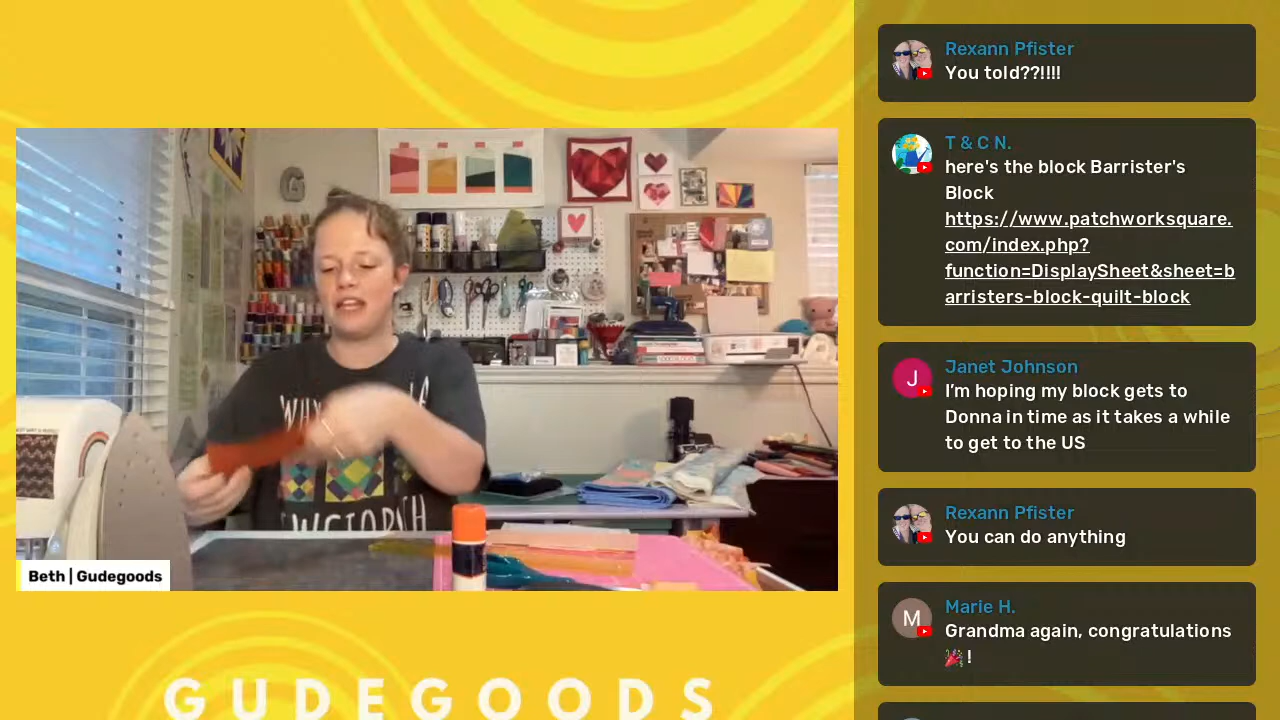 Rexann Pfister
You told??!!!!
T & C N.
here's the block Barrister's
Block
https://www.patchworksquare.
com/index.php?
function=DisplaySheet&sheet=b
arristers-block-quilt-block
Janet Johnson
J
I'm hoping my block gets to
Donna in time as it takes a while
to get to the US
Rexann Pfister
You can do anything
Marie H.
M
Grandma again, congratulations
🎉!
G
Beth | Gudegoods
GUDEGOODS